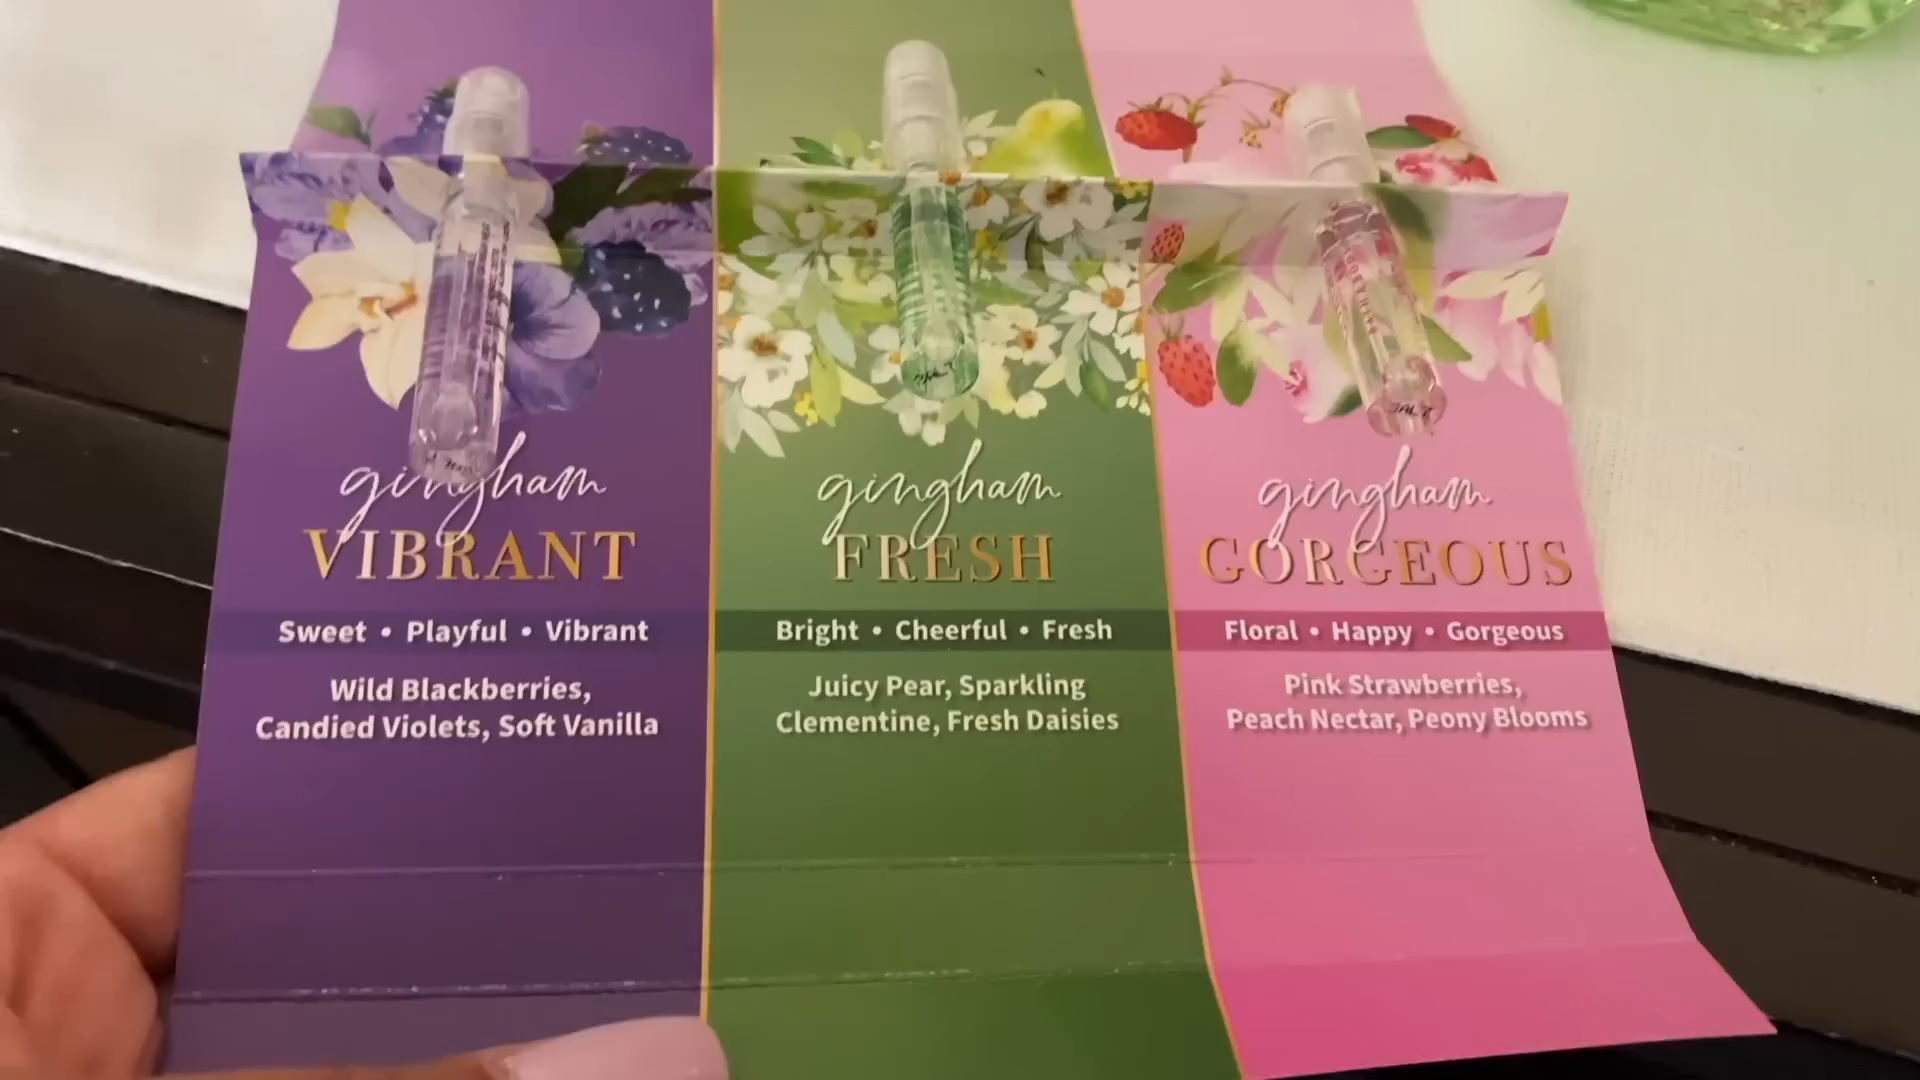 gingham
VIBRANT
Sweet • Playful • Vibrant
Wild Blackberries,
Candied Violets, Soft Vanilla
gingham
FRESH
Bright • Cheerful • Fresh
Juicy Pear, Sparkling
Clementine, Fresh Daisies
gingham
GORGEOUS
Floral • Happy • Gorgeous
Pink Strawberries,
Peach Nectar, Peony Blooms